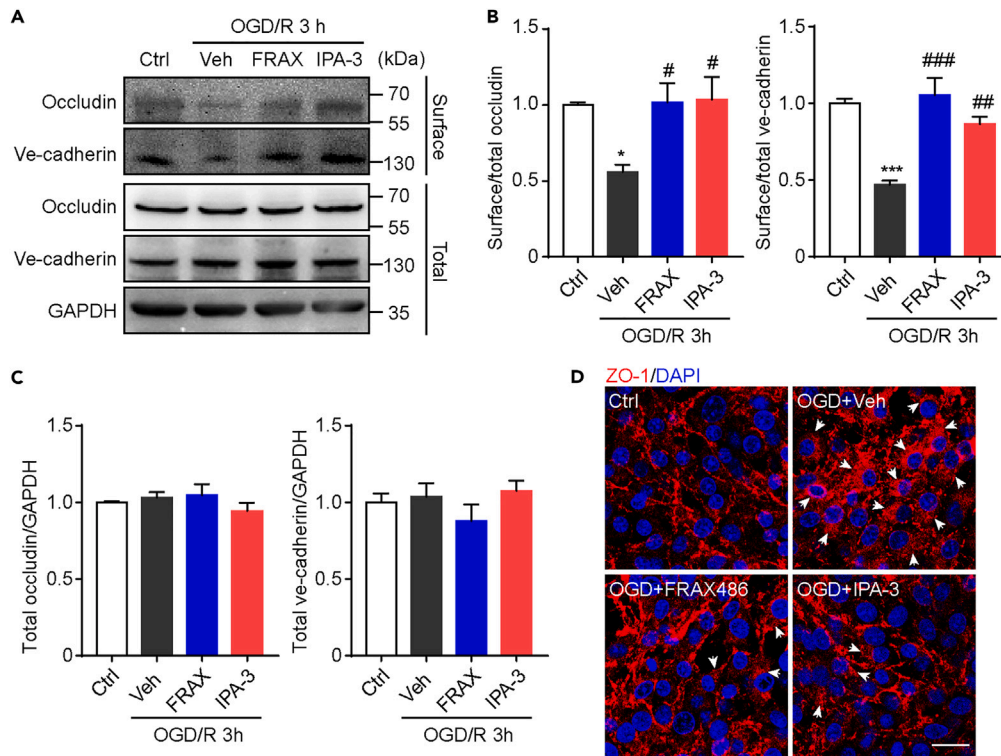 A
OGD/R 3 h
Ctrl Veh FRAX IPA-3 (kDa)
Occludin 70
55
Ve-cadherin 130
Surface
Occludin 70
55
Ve-cadherin 130
GAPDH 35
Total
B
Surface/total occludin
1.5
1.0
0.5
0
*
#
#
Ctrl Veh FRAX IPA-3
OGD/R 3h
Surface/total ve-cadherin
1.5
1.0
0.5
0
***
###
##
Ctrl Veh FRAX IPA-3
OGD/R 3h
C
Total occludin/GAPDH
1.5
1.0
0.5
0
Ctrl Veh FRAX IPA-3
OGD/R 3h
Total ve-cadherin/GAPDH
1.5
1.0
0.5
0
Ctrl Veh FRAX IPA-3
OGD/R 3h
D
ZO-1/DAPI
Ctrl
OGD+Veh
OGD+FRAX486
OGD+IPA-3